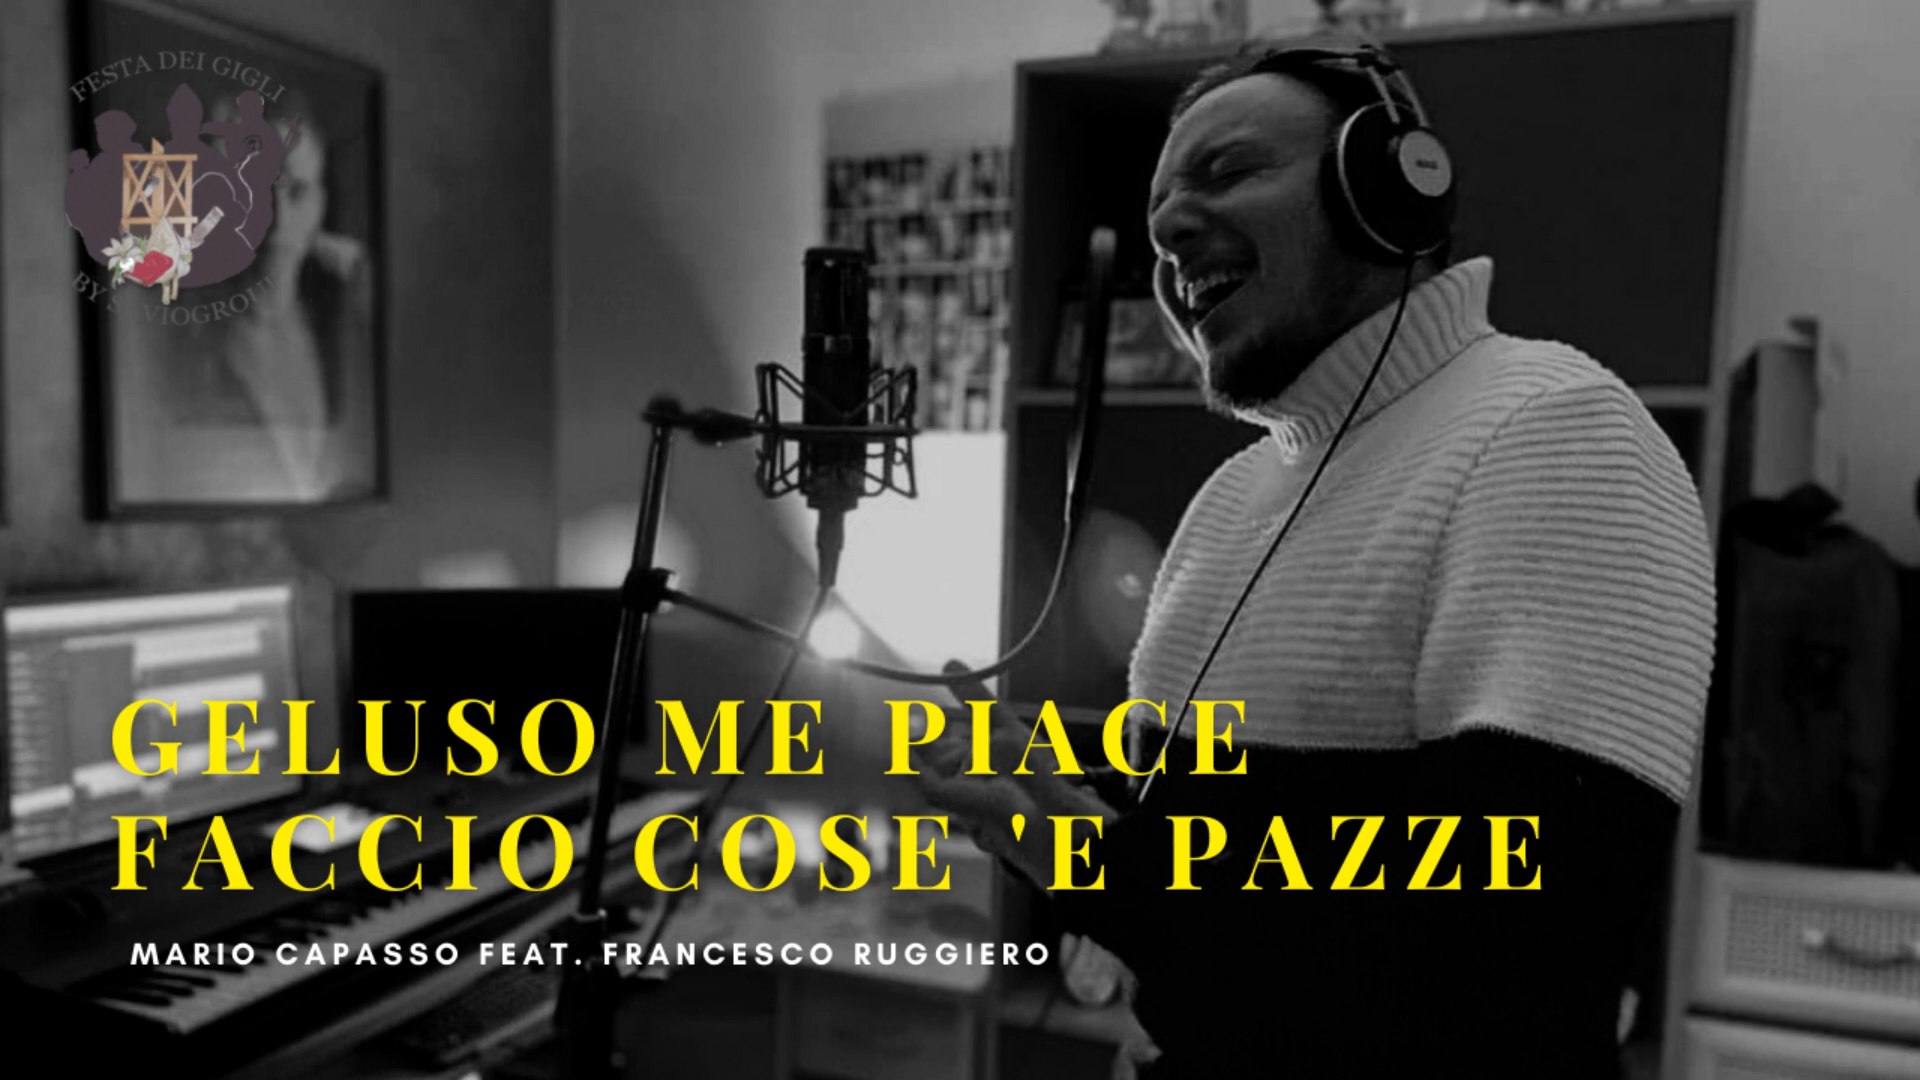 FESTA DEI GIGLI
GELUSO ME PIACE
FACCIO COSE 'E PAZZE
MARIO CAPASSO FEAT. FRANCESCO RUGGIERO